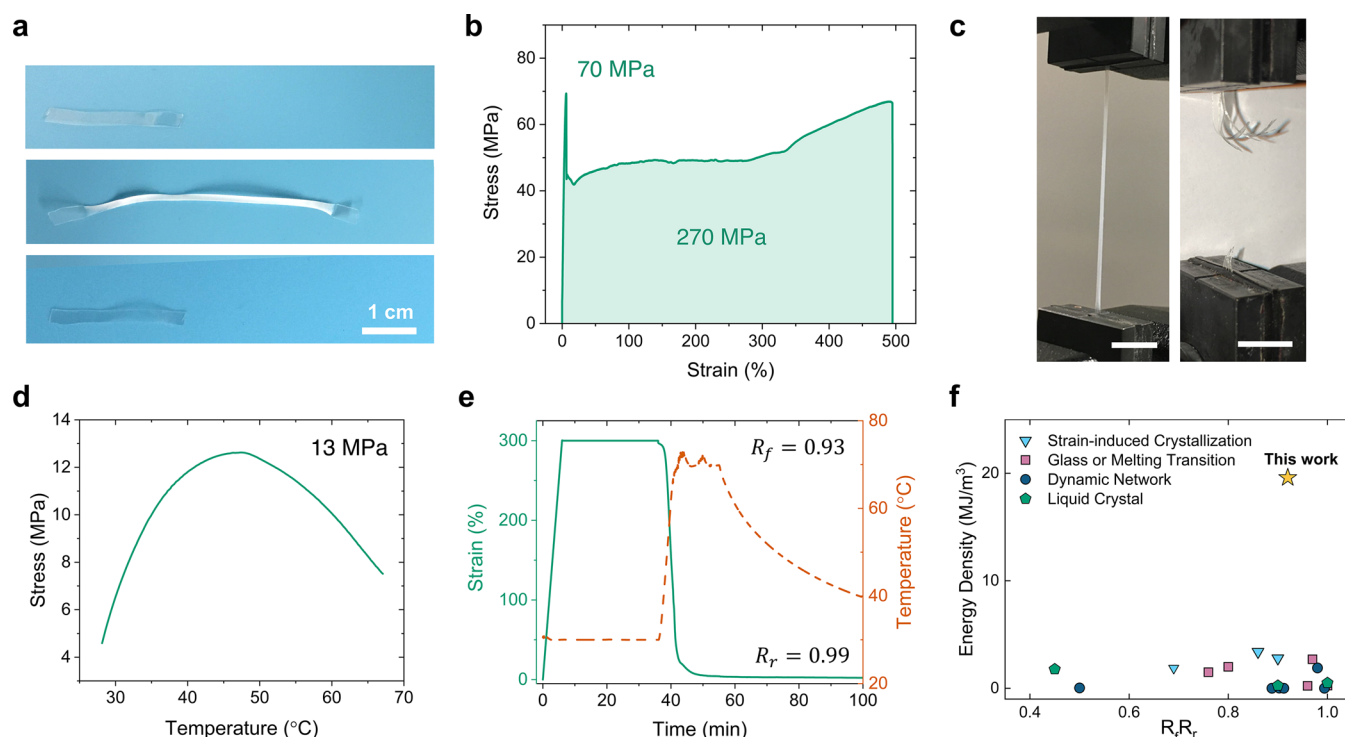 a
1 cm
b
70 MPa
270 MPa
Stress (MPa)
0
20
40
60
80
0
100
200
300
400
500
Strain (%)
c
d
13 MPa
Stress (MPa)
4
6
8
10
12
14
30
40
50
60
70
Temperature (°C)
e
R_f = 0.93
R_r = 0.99
Strain (%)
0
100
200
300
Temperature (°C)
20
40
60
80
0
20
40
60
80
100
Time (min)
f
Strain-induced Crystallization
Glass or Melting Transition
Dynamic Network
Liquid Crystal
This work
Energy Density (MJ/m³)
0
10
20
0.4
0.6
0.8
1.0
R_fR_r